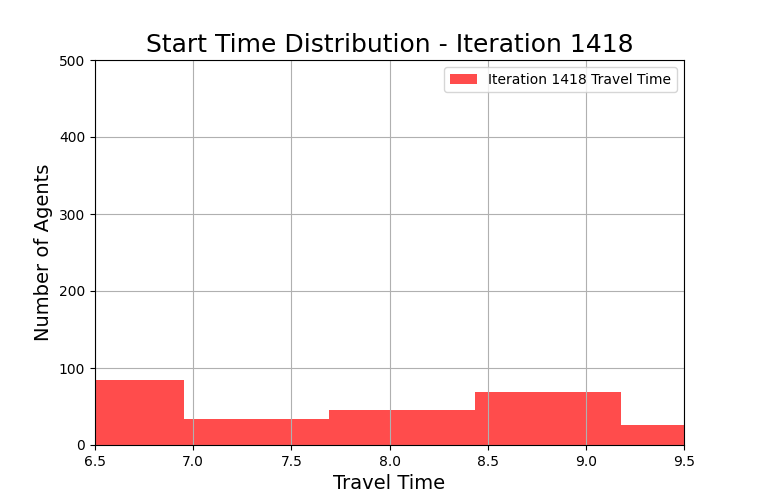 Start Time Distribution - Iteration 1418
500
Iteration 1418 Travel Time
400
300
200
100
0
Number of Agents
6.5 7.0 7.5 8.0 8.5 9.0 9.5
Travel Time